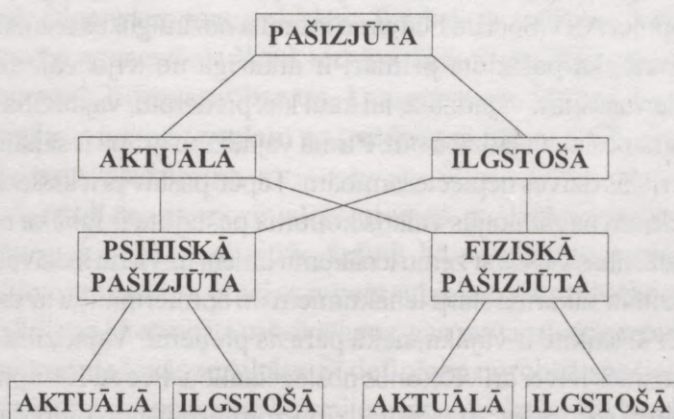 PAŠIZJŪTA
AKTUĀLĀ ILGSTOŠĀ
PSIHISKĀ PAŠIZJŪTA
FIZISKĀ PAŠIZJŪTA
AKTUĀLĀ ILGSTOŠĀ AKTUĀLĀ ILGSTOŠĀ